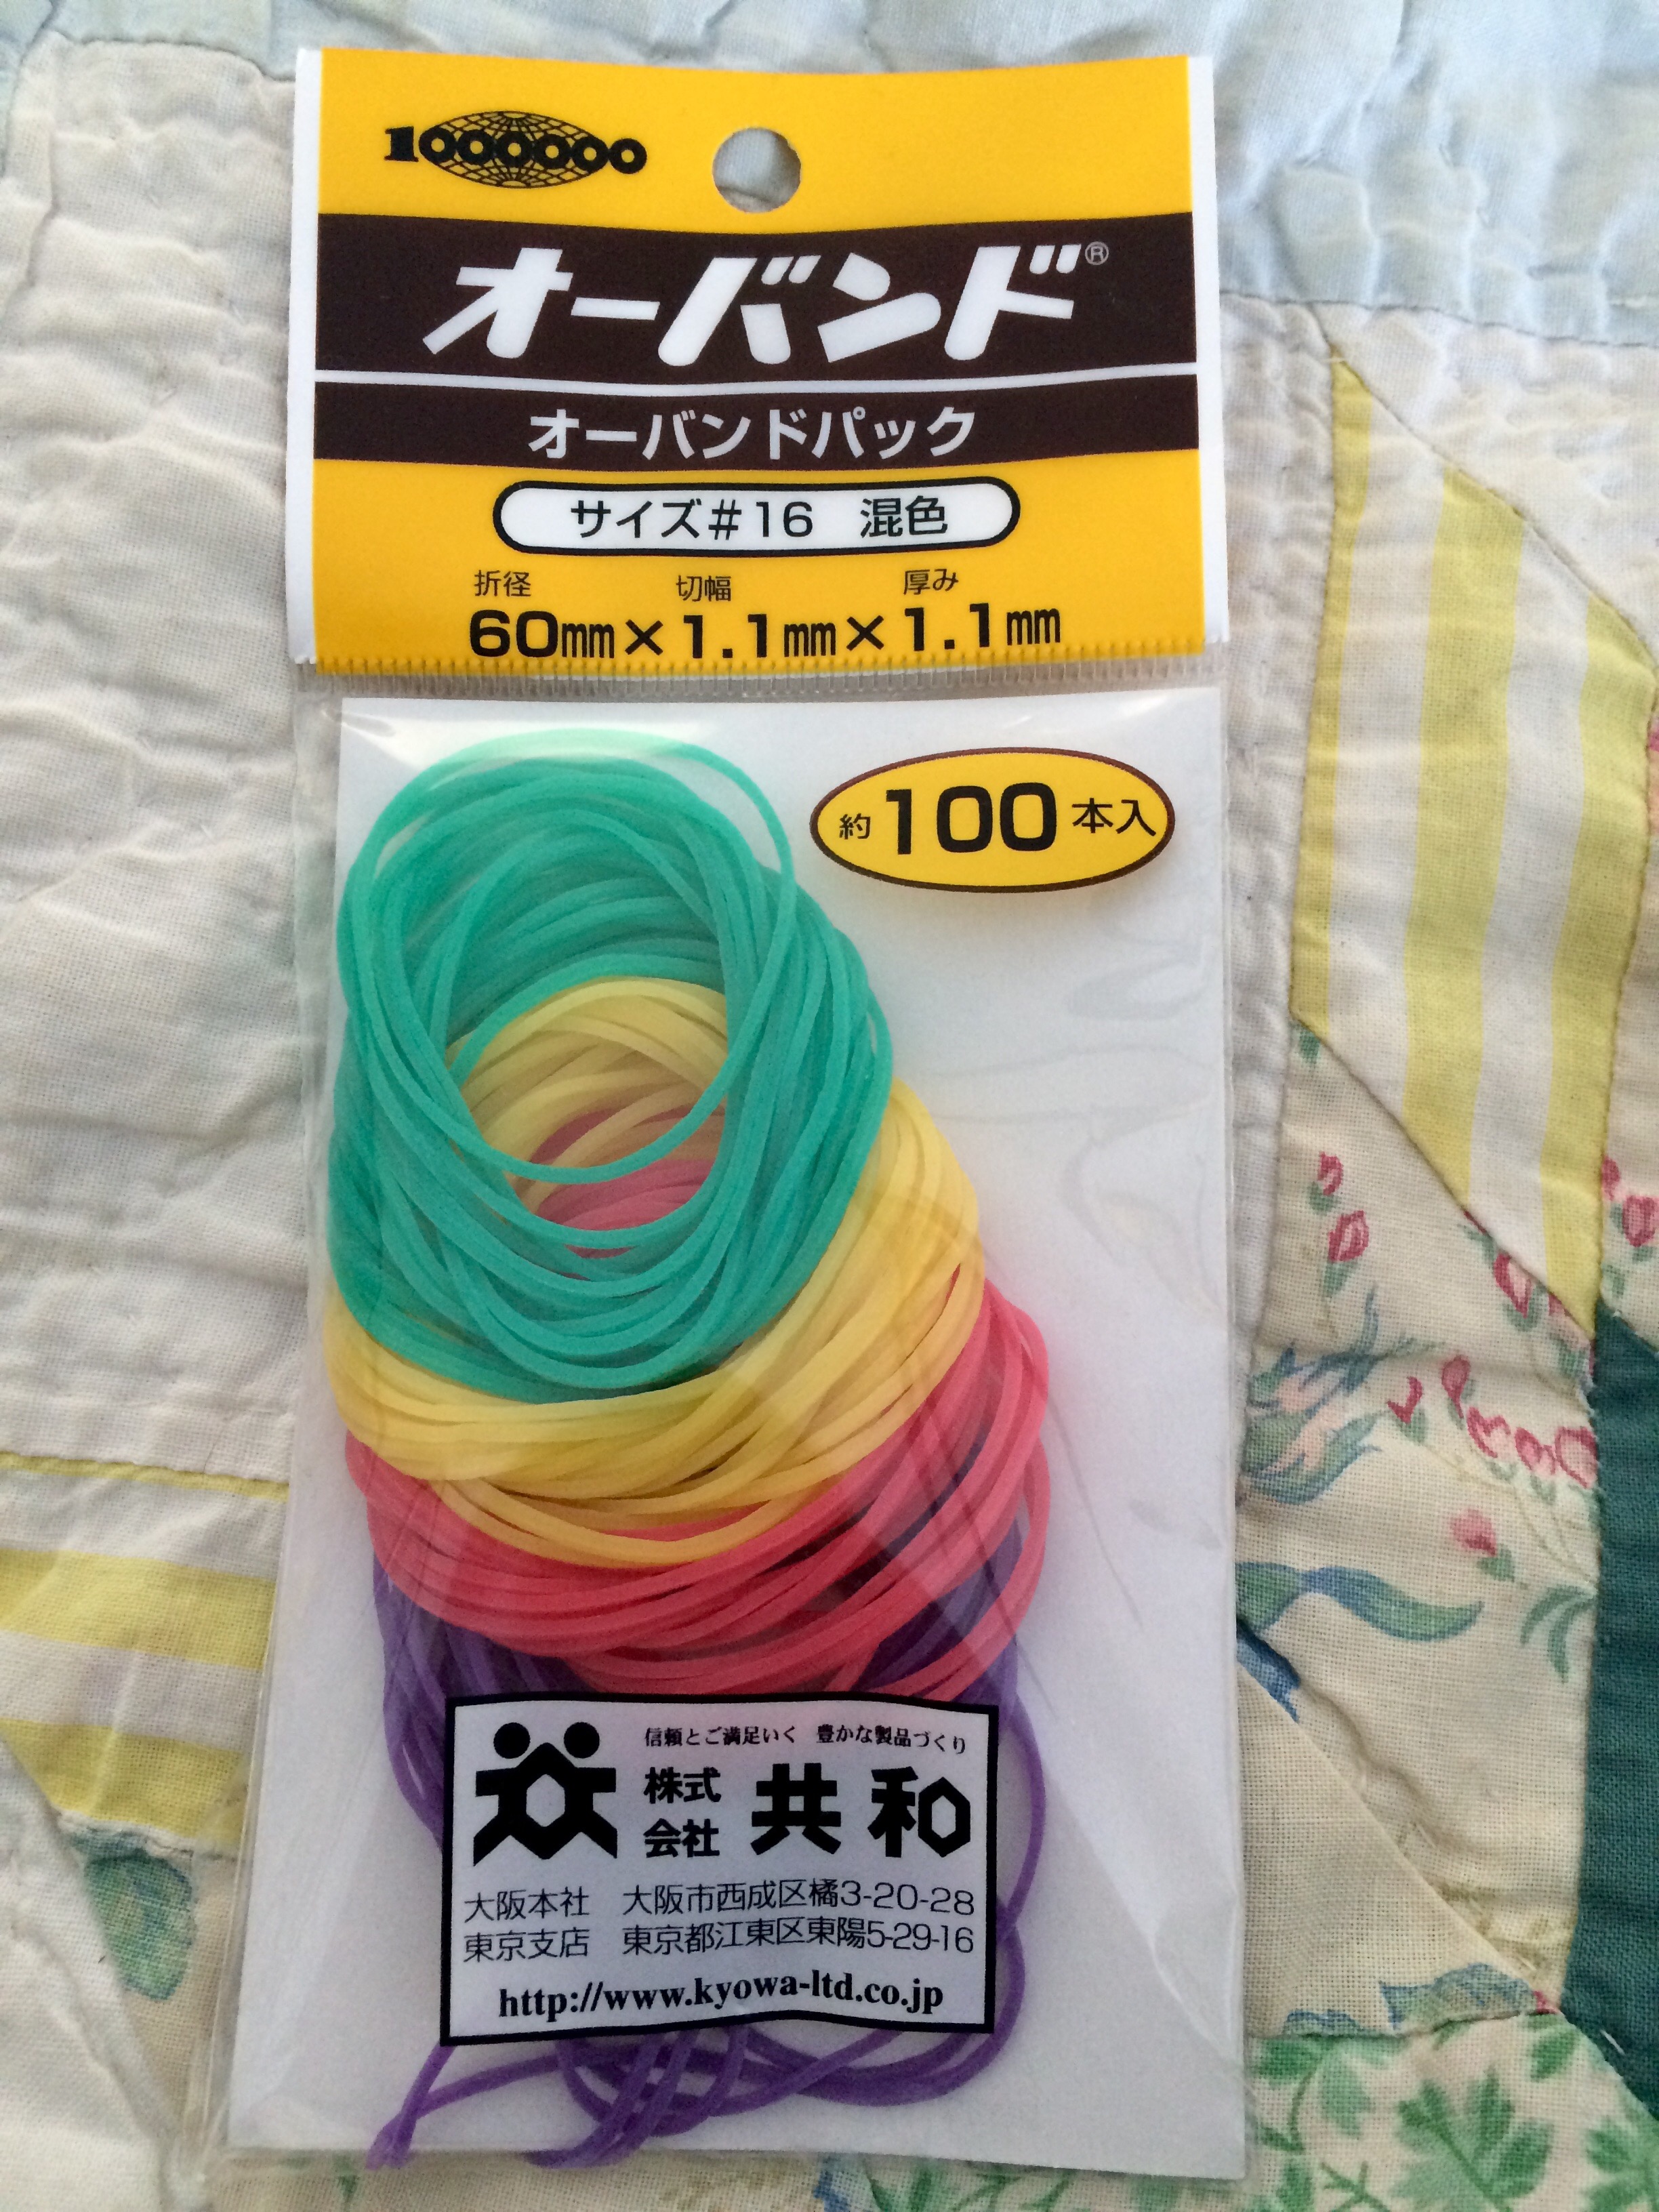 1000000
オーバンド®
オーバンドパック
サイズ#16 混色
折径 切幅 厚み
60mm×1.1mm×1.1mm
約100本入
信頼とご満足いく 豊かな製品づくり
株式会社 共和
大阪本社 大阪市西成区橘3-20-28
東京支店 東京都江東区東陽5-29-16
http://www.kyowa-ltd.co.jp